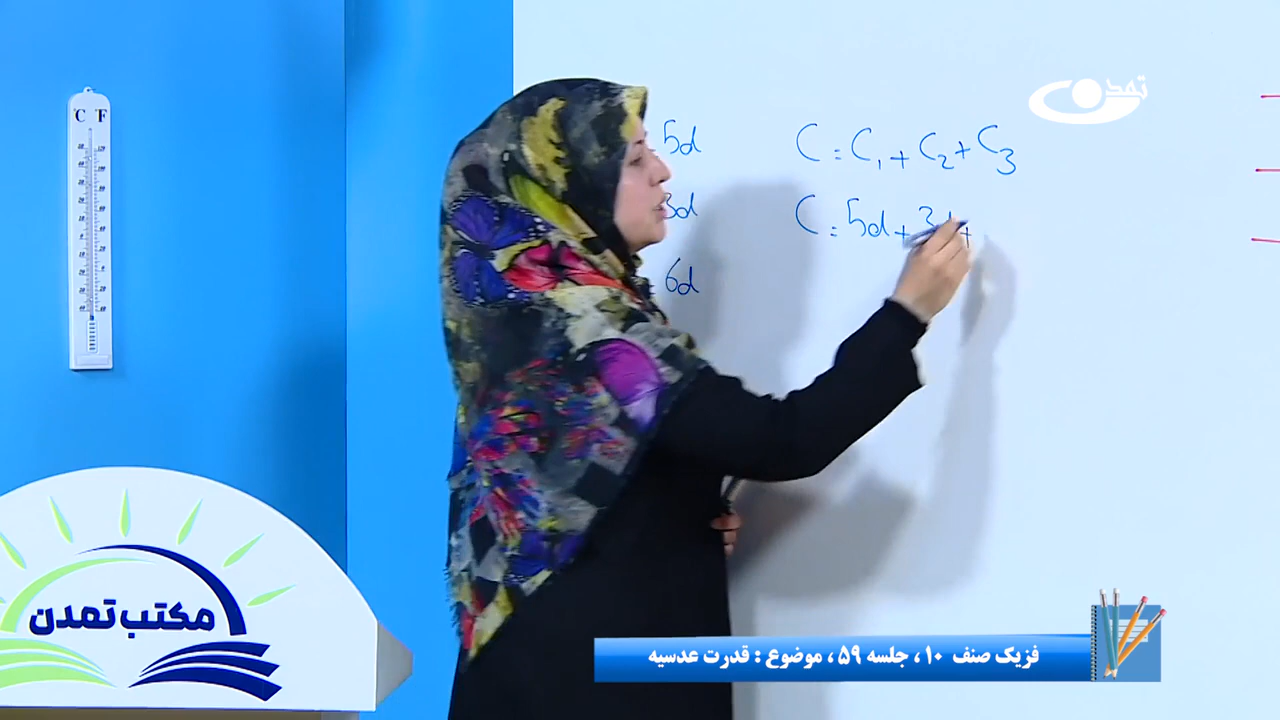 تمدن
°C °F
5d
C = C1 + C2 + C3
3d
C = 5d + 3d +
= 6d
مکتب تمدن
فزیک صنف ۱۰ ، جلسه ۵۹ ، موضوع : قدرت عدسیه